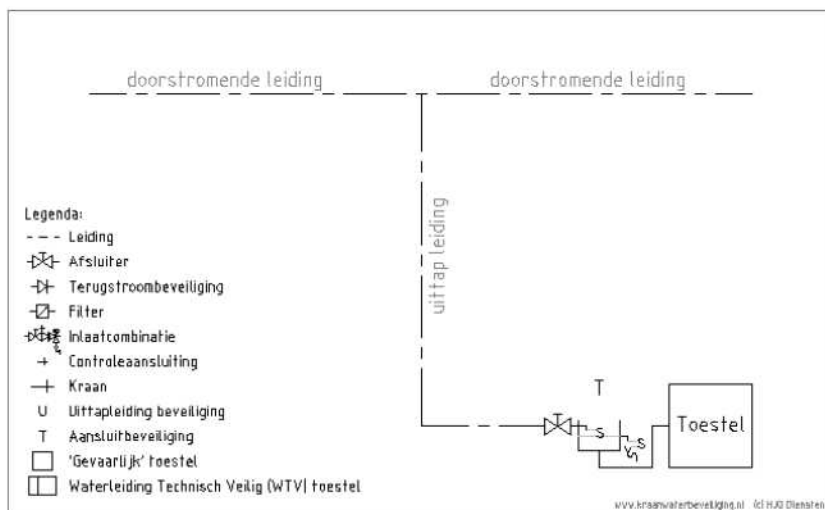 doorstromende leiding
doorstromende leiding
uittap leiding
Legenda:
Leiding
Afsluiter
Terugstroombeveiliging
Filter
Inlaatcombinatie
Controleaansluiting
Kraan
U Uittapleiding beveiliging
T Aansluitbeveiliging
'Gevaarlijk' toestel
Waterleiding Technisch Veilig (WTV) toestel
T
S
S
Toestel
www.kraanwaterbeveiliging.nl (c) HJG Diensten